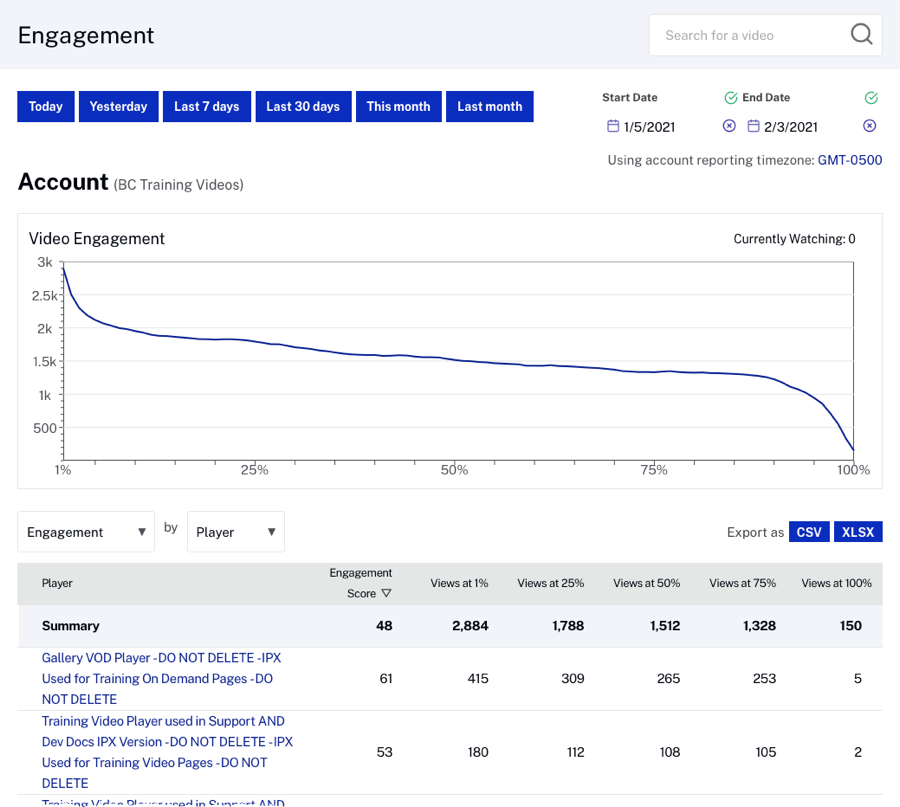 Engagement
Search for a video
Today Yesterday Last 7 days Last 30 days This month Last month
Start Date End Date
1/5/2021 2/3/2021
Using account reporting timezone: GMT-0500
Account (BC Training Videos)
Video Engagement
Currently Watching: 0
3k
2.5k
2k
1.5k
1k
500
1% 25% 50% 75% 100%
Engagement ▼ by Player ▼
Export as CSV XLSX
Player Engagement Score ▽ Views at 1% Views at 25% Views at 50% Views at 75% Views at 100%
Summary 48 2,884 1,788 1,512 1,328 150
Gallery VOD Player - DO NOT DELETE - IPX
Used for Training On Demand Pages - DO
NOT DELETE
61 415 309 265 253 5
Training Video Player used in Support AND
Dev Docs IPX Version - DO NOT DELETE - IPX
Used for Training Video Pages - DO NOT
DELETE
53 180 112 108 105 2
Training Video Player used in Support AND